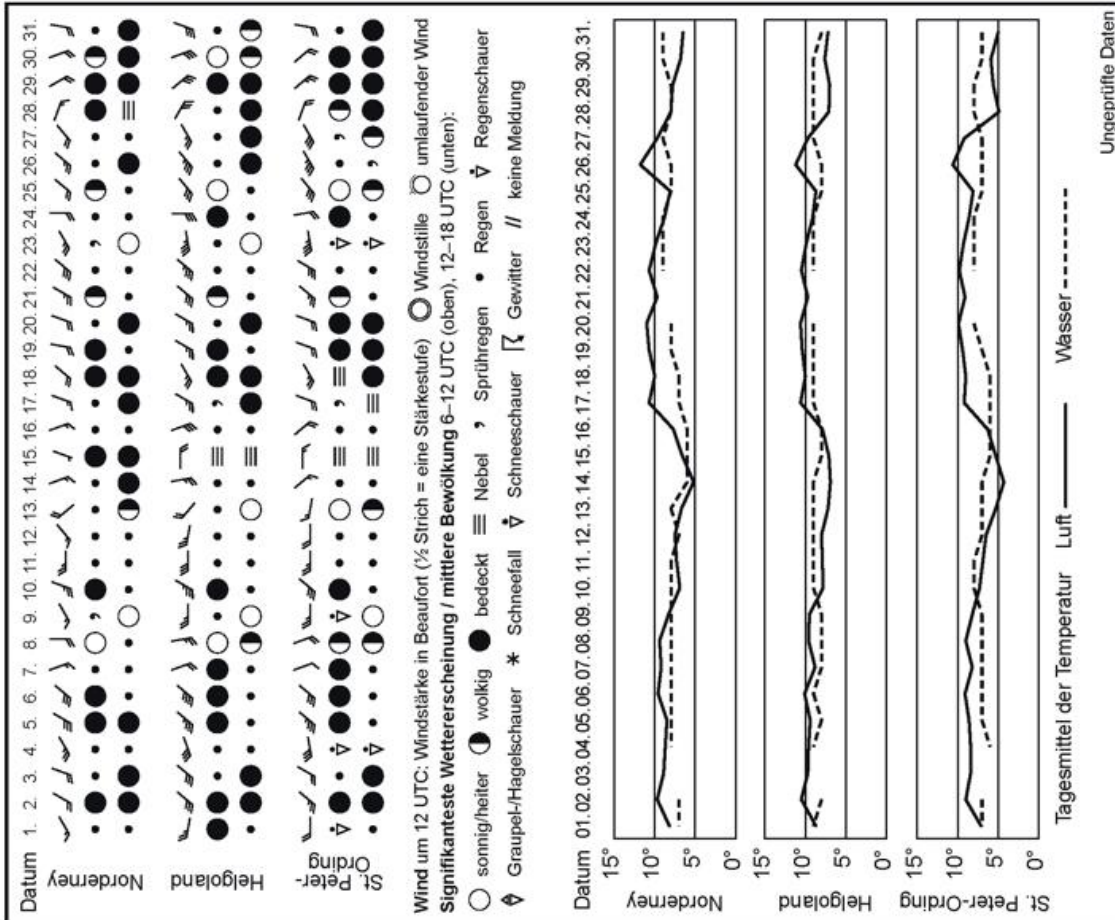 Datum 1. 2. 3. 4. 5. 6. 7. 8. 9. 10. 11. 12. 13. 14. 15. 16. 17. 18. 19. 20. 21. 22. 23. 24. 25. 26. 27. 28. 29. 30. 31.
Norderney
Helgoland
St. Peter-
Ording
Wind um 12 UTC: Windstärke in Beaufort (½ Strich = eine Stärkestufe) Windstille umlaufender Wind
Signifikanteste Wettererscheinung / mittlere Bewölkung 6–12 UTC (oben), 12–18 UTC (unten):
sonnig/heiter wolkig bedeckt Nebel Sprühregen Regen Regenschauer
Graupel-/Hagelschauer Schneefall Schneeschauer Gewitter keine Meldung
Datum 01. 02. 03. 04. 05. 06. 07. 08. 09. 10. 11. 12. 13. 14. 15. 16. 17. 18. 19. 20. 21. 22. 23. 24. 25. 26. 27. 28. 29. 30. 31.
Norderney
15°
10°
5°
0°
Helgoland
15°
10°
5°
0°
St. Peter-Ording
15°
10°
5°
0°
Tagesmittel der Temperatur Luft Wasser
Ungeprüfte Daten